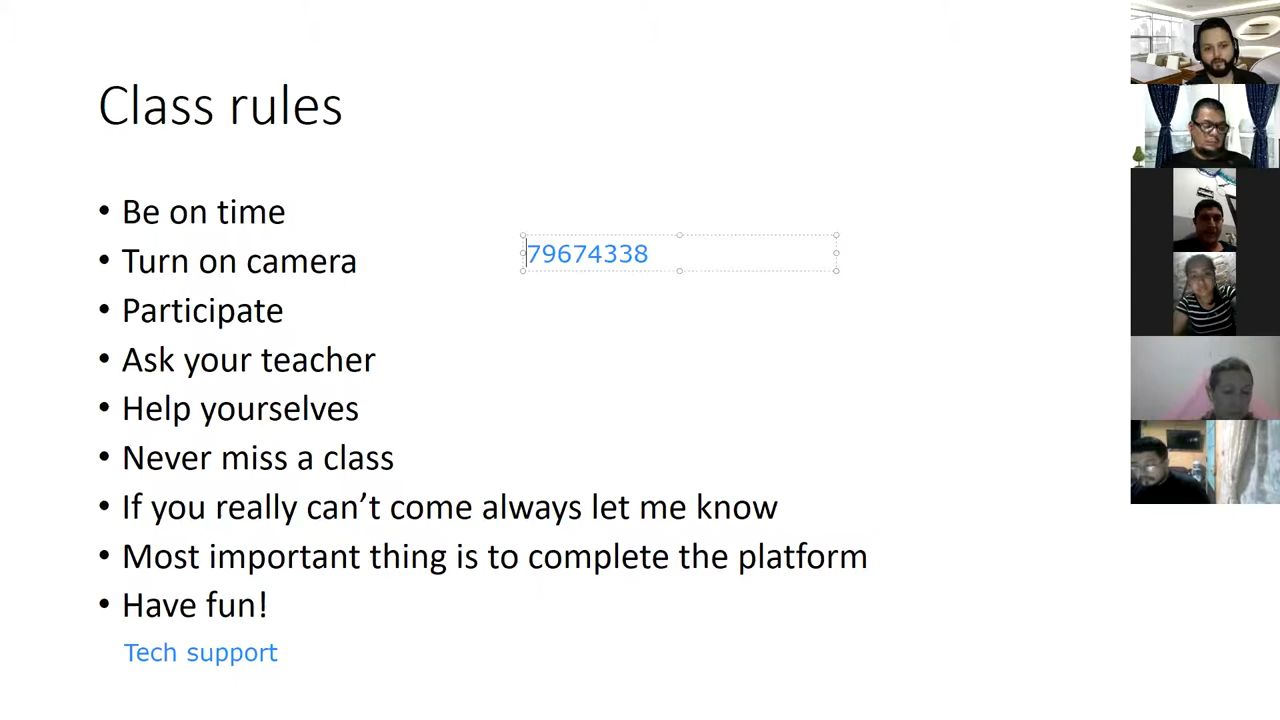 Class rules
• Be on time
• Turn on camera
79674338
• Participate
• Ask your teacher
• Help yourselves
• Never miss a class
• If you really can’t come always let me know
• Most important thing is to complete the platform
• Have fun!
Tech support